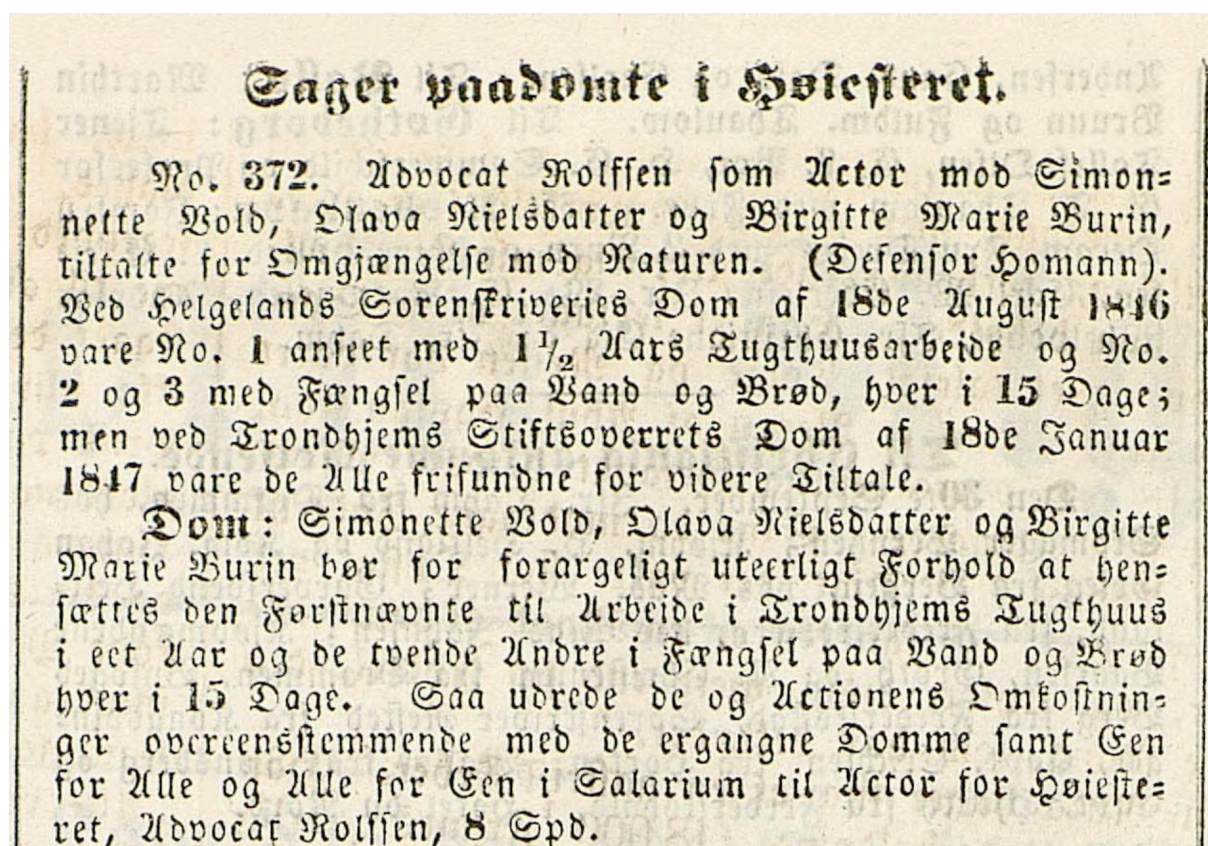 Sager paadømte i Høiesteret.
No. 372. Advocat Rolffsen som Actor mod Simon-
nette Vold, Olava Nielsdatter og Birgitte Marie Burin,
tiltalte for Omgjængelse mod Naturen. (Defensor Homann).
Ved Helgelands Sorenskriveries Dom af 18de August 1846
vare No. 1 anseet med 1 1/2 Aars Tugthuusarbeide og No.
2 og 3 med Fængsel paa Vand og Brød, hver i 15 Dage;
men ved Trondhjems Stiftsoverrets Dom af 18de Januar
1847 vare de Alle frifundne for videre Tiltale.
Dom: Simonette Vold, Olava Nielsdatter og Birgitte
Marie Burin bør for forargeligt uteerligt Forhold at hen-
sættes den Førstnævnte til Arbeide i Trondhjems Tugthuus
i eet Aar og de tvende Andre i Fængsel paa Vand og Brød
hver i 15 Dage. Saa udrede de og Actionens Omkostnin-
ger overeensstemmende med de ergangne Domme samt Een
for Alle og Alle for Een i Salarium til Actor for Høieste-
ret, Advocat Rolffsen, 8 Spd.